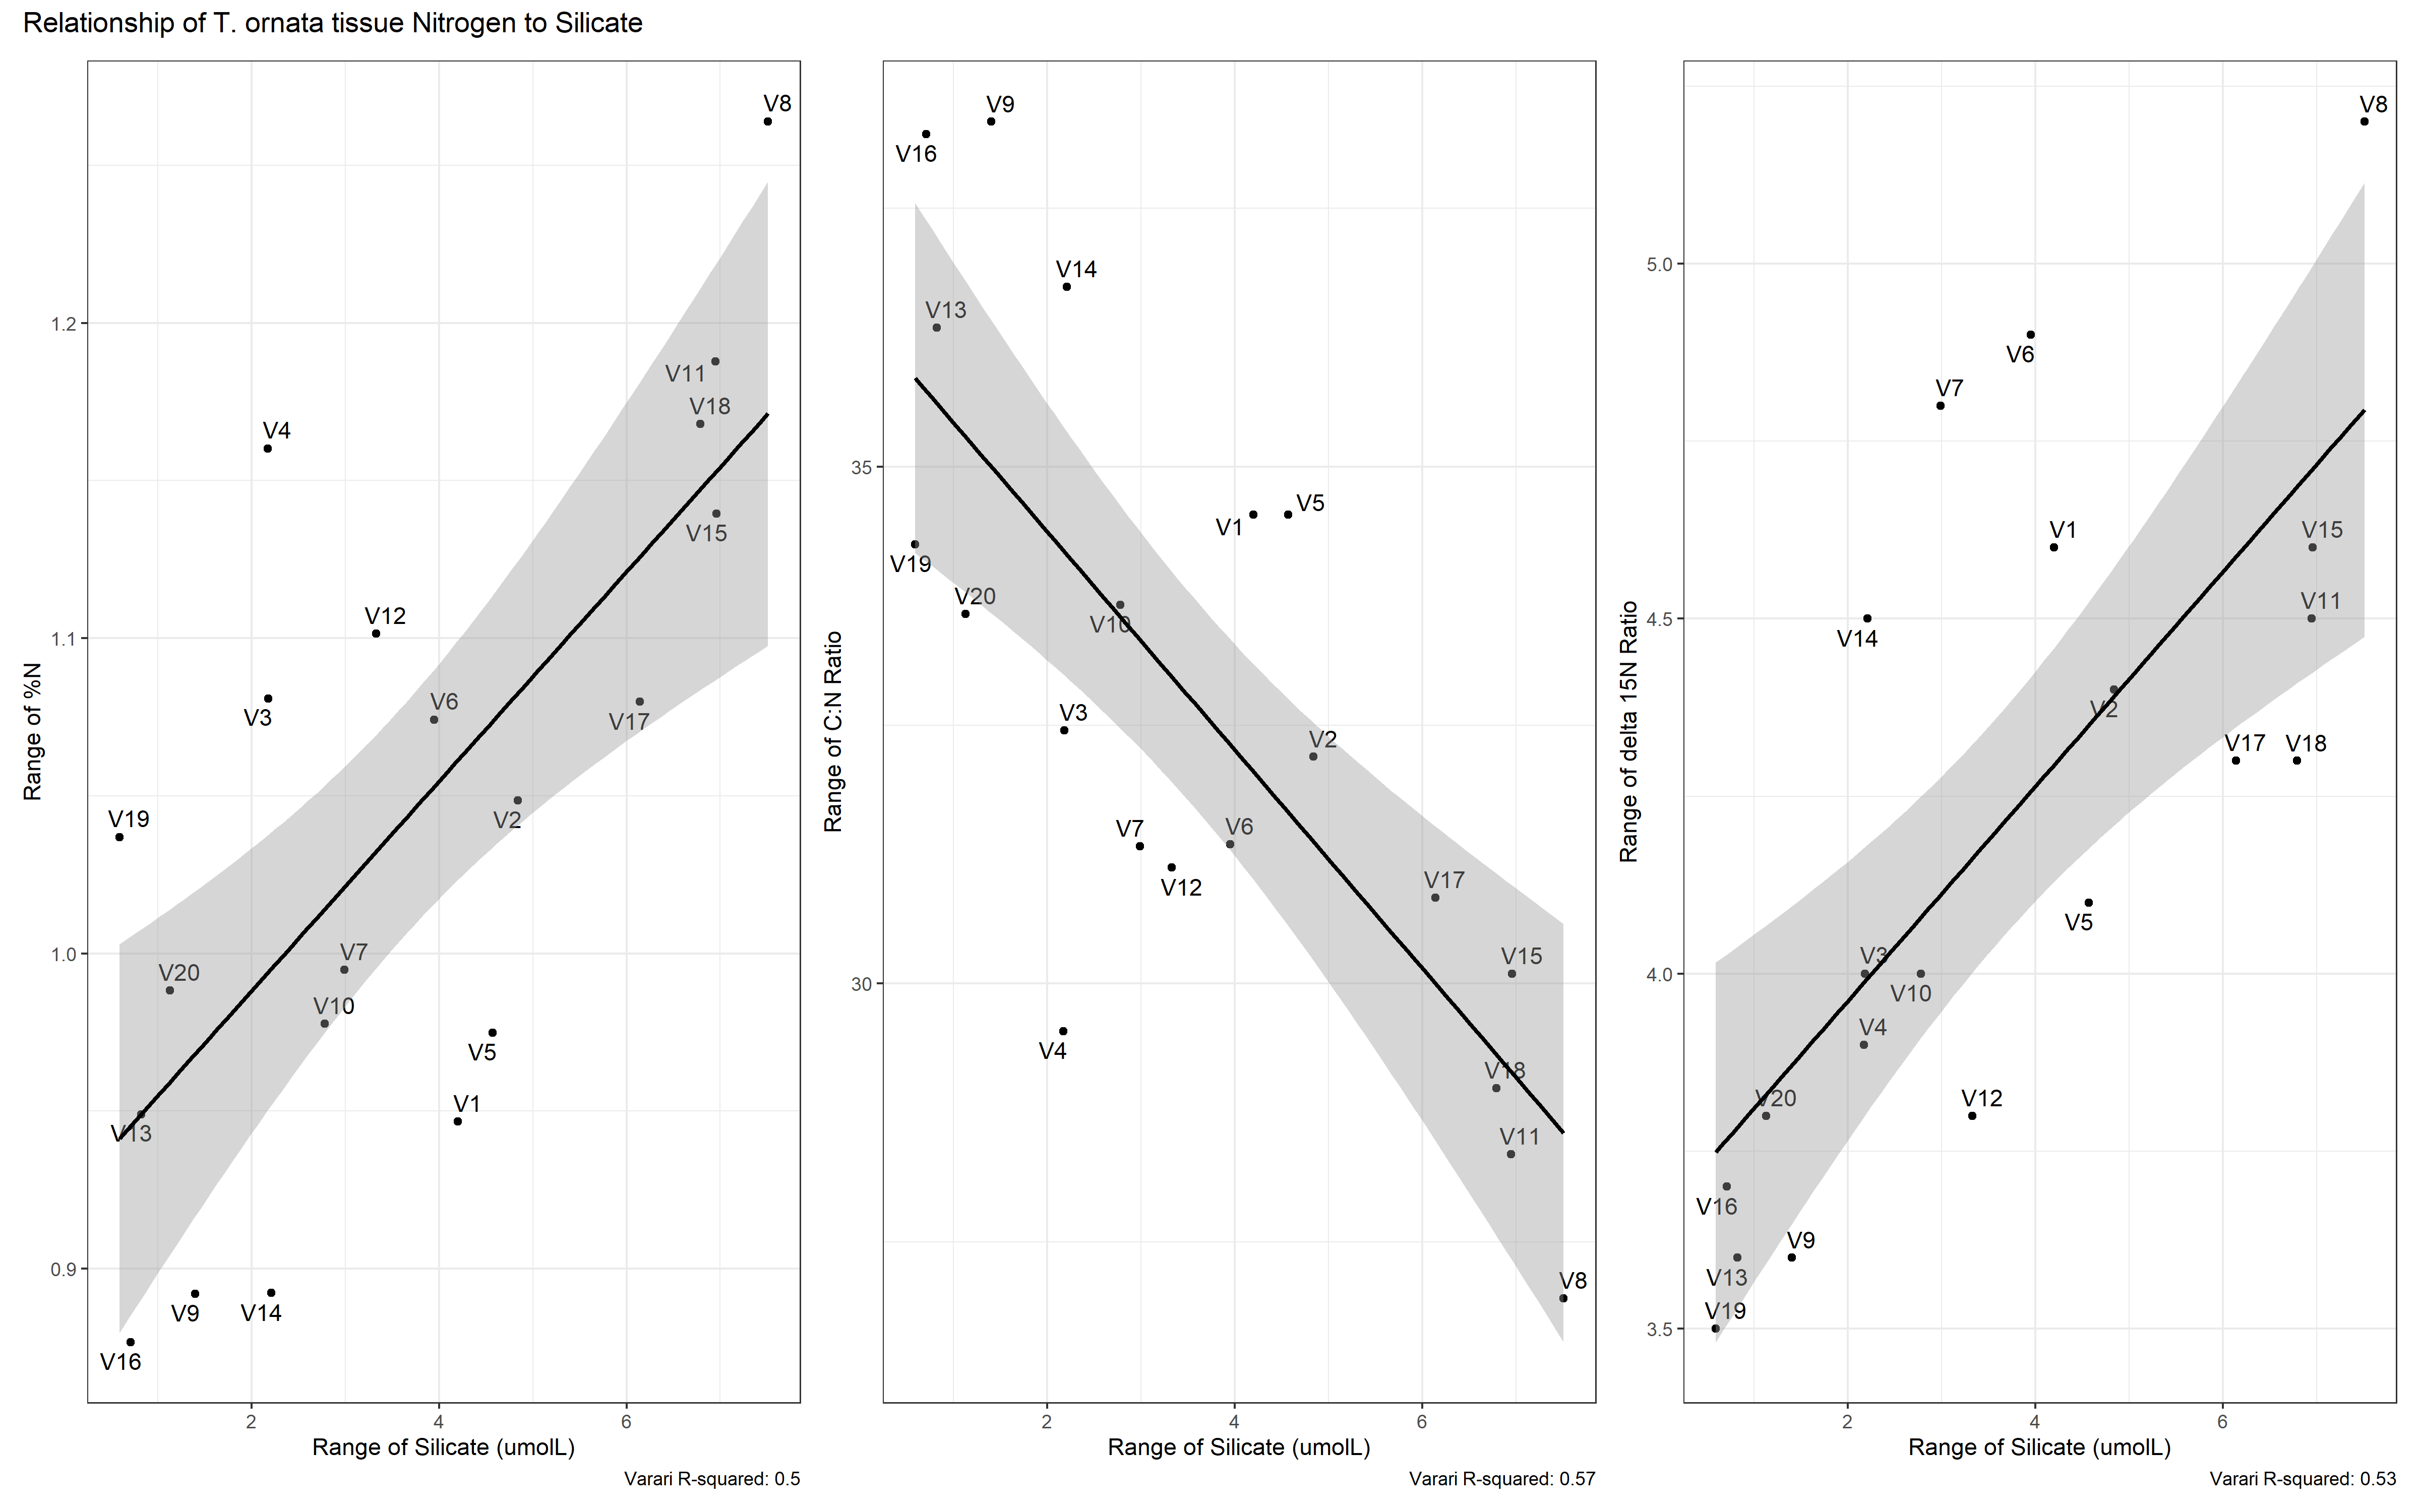 Relationship of T. ornata tissue Nitrogen to Silicate
Range of %N
1.2
1.1
1.0
0.9
V8
V11
V18
V4
V15
V12
V6
V3
V17
V19
V2
V7
V20
V10
V5
V1
V13
V9
V14
V16
2
4
6
Range of Silicate (umolL)
Varari R-squared: 0.5
Range of C:N Ratio
35
30
V9
V16
V14
V13
V5
V1
V19
V20
V10
V3
V2
V7
V6
V12
V17
V15
V4
V18
V11
V8
2
4
6
Range of Silicate (umolL)
Varari R-squared: 0.57
Range of delta 15N Ratio
5.0
4.5
4.0
3.5
V8
V6
V7
V1
V15
V11
V14
V2
V17
V18
V5
V3
V10
V4
V20
V12
V16
V9
V13
V19
2
4
6
Range of Silicate (umolL)
Varari R-squared: 0.53